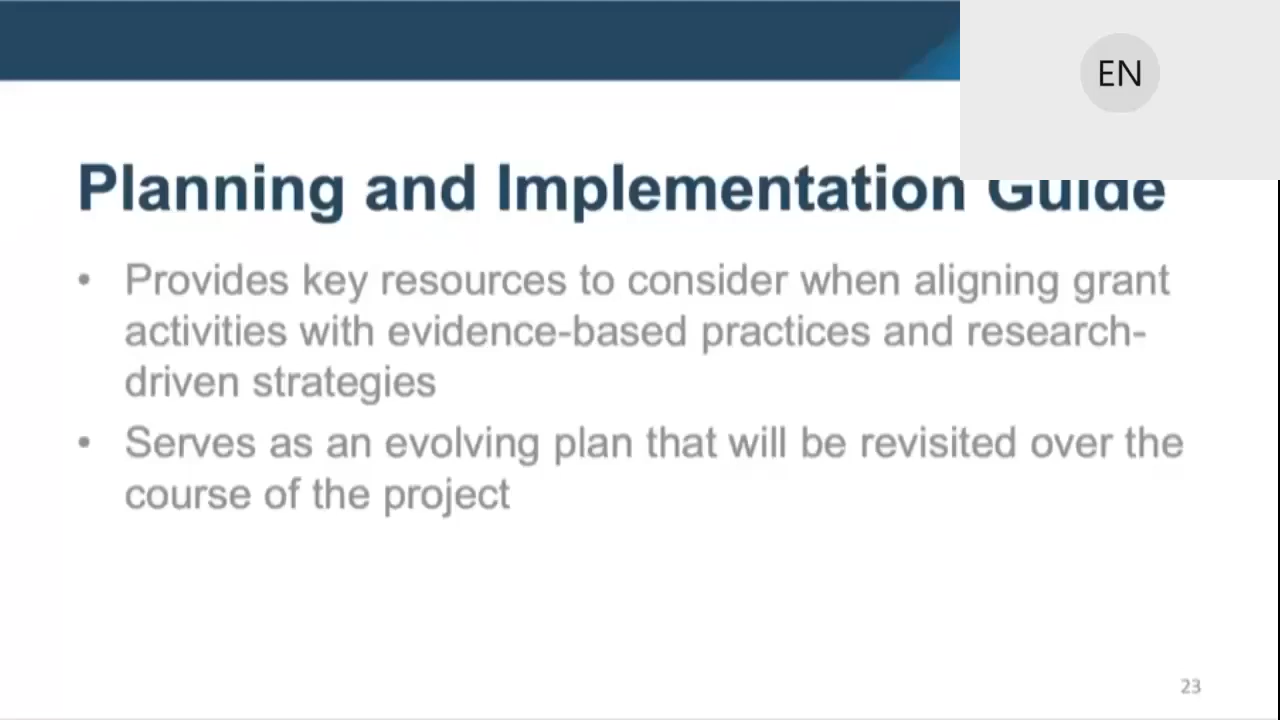 EN
Planning and Implementation Guide
• Provides key resources to consider when aligning grant
activities with evidence-based practices and research-
driven strategies
• Serves as an evolving plan that will be revisited over the
course of the project
23